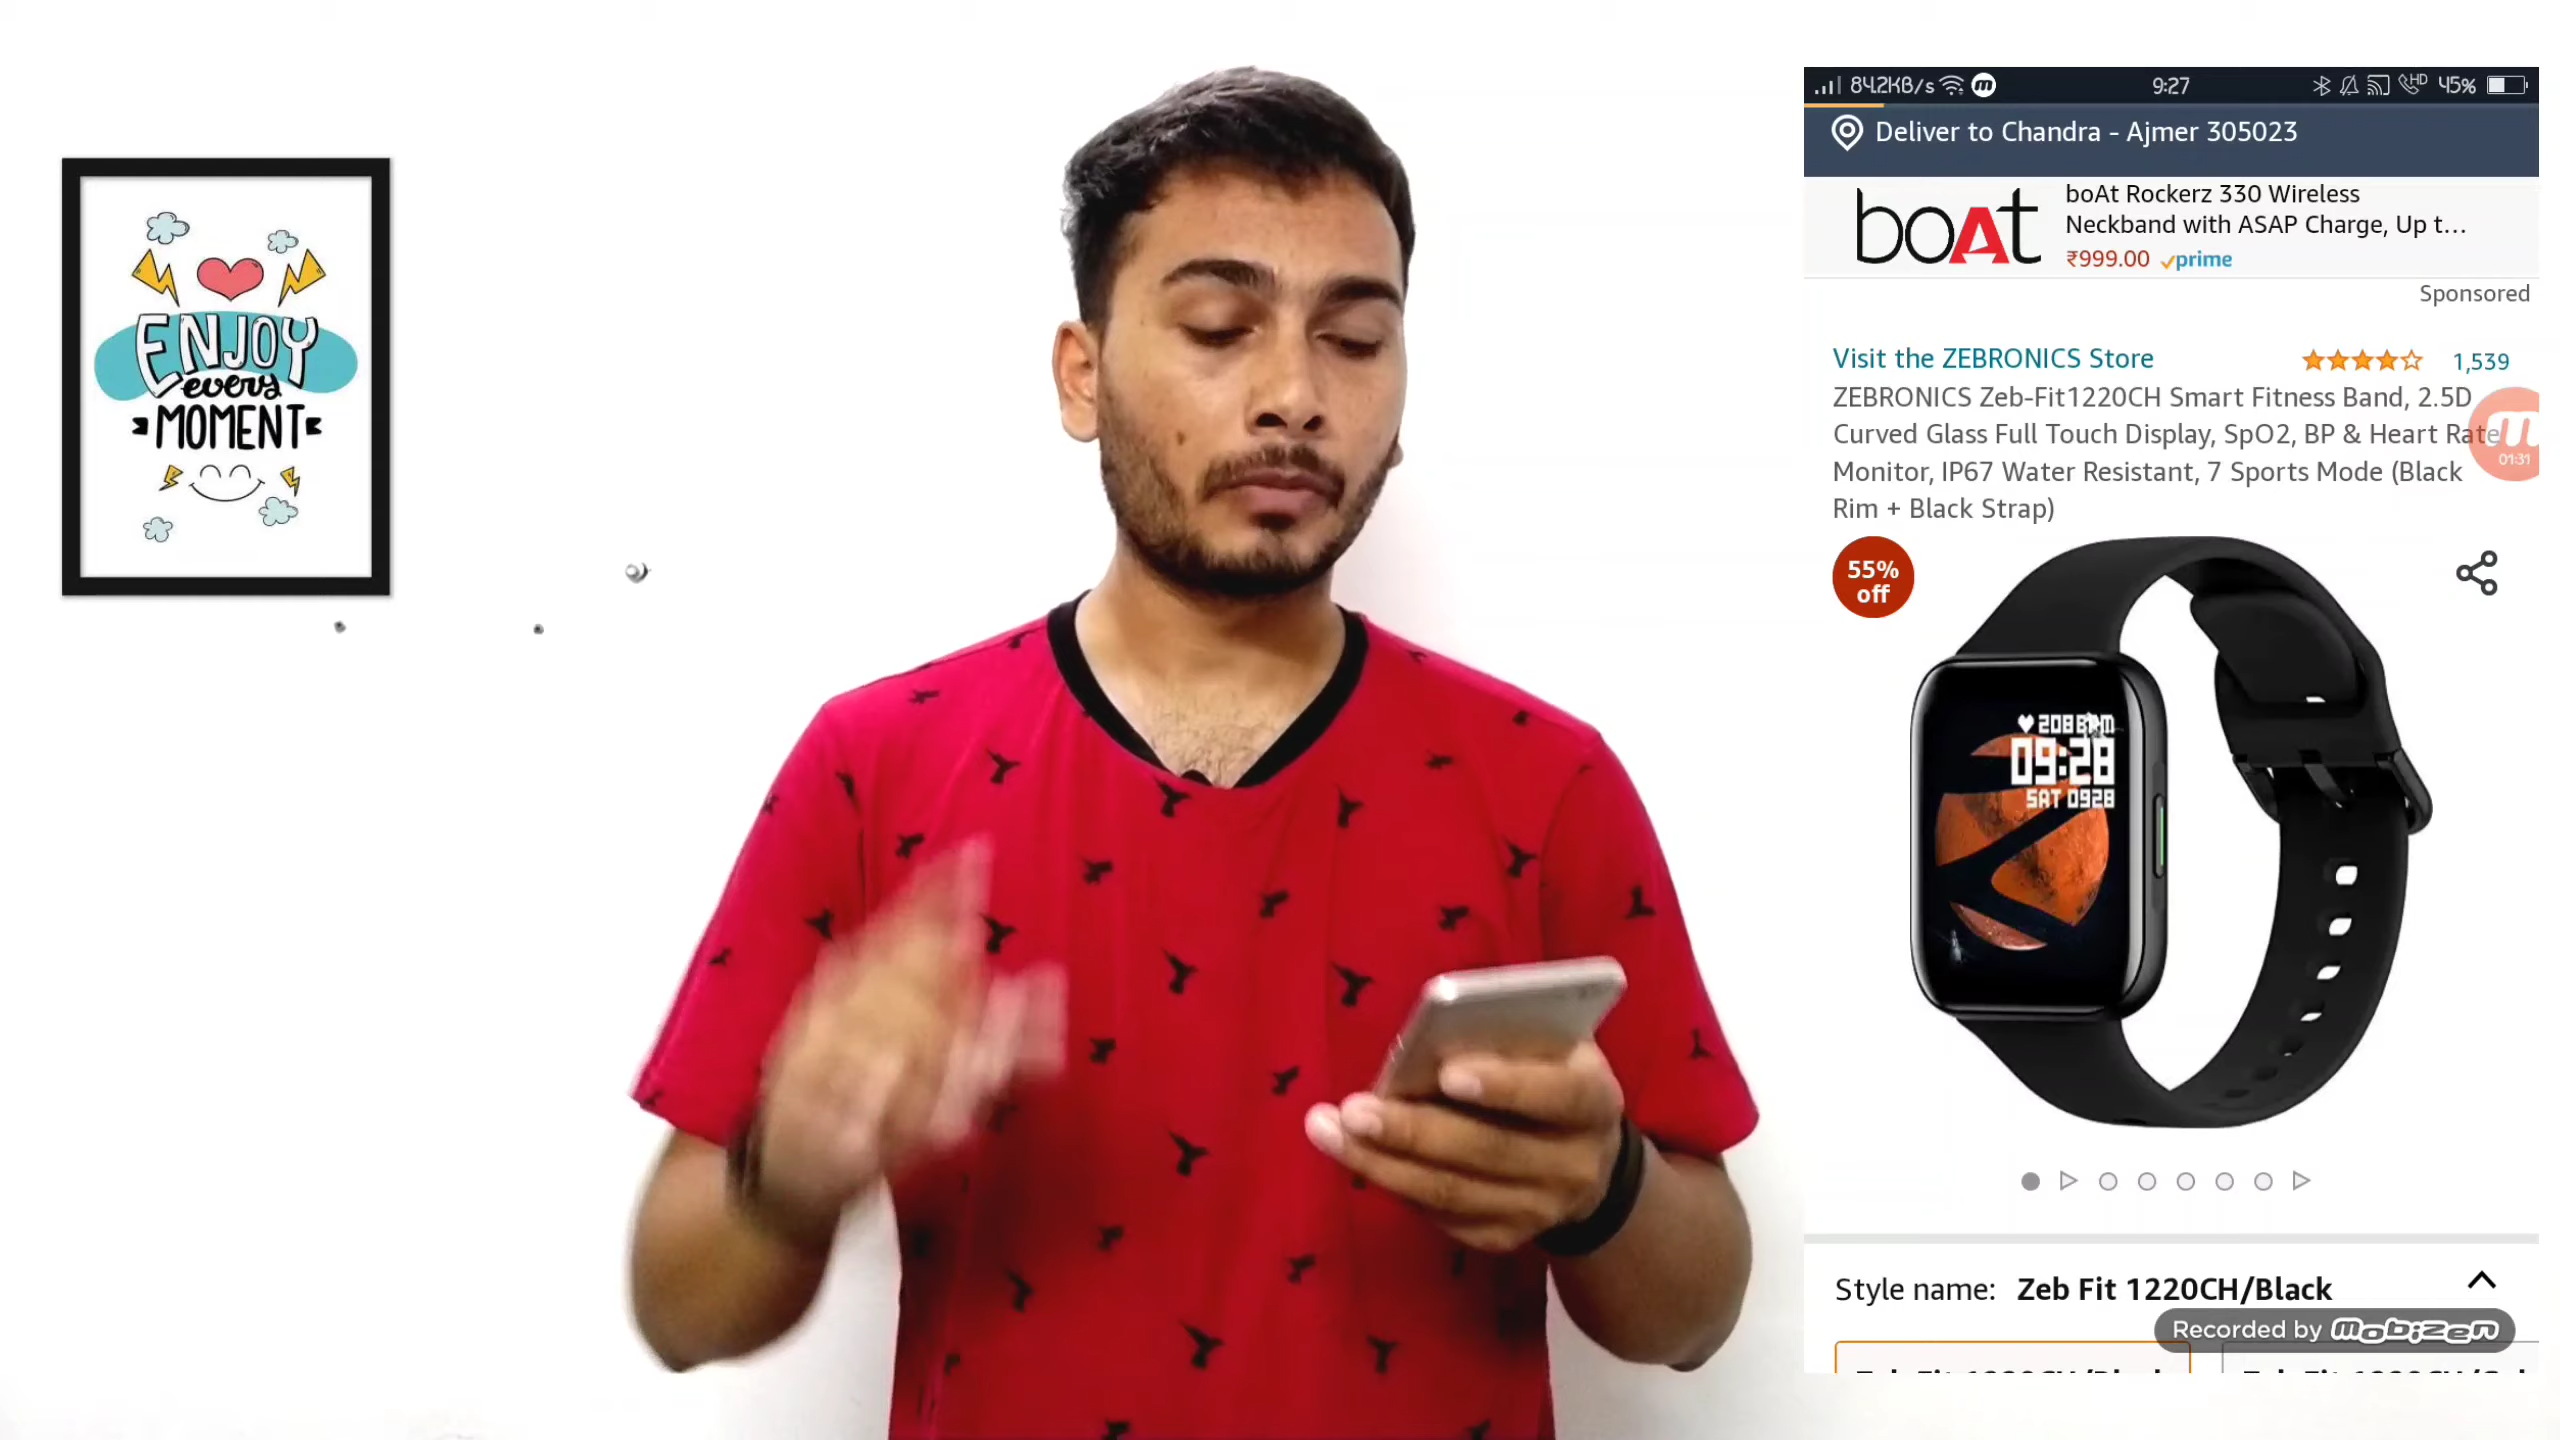 ENJOY
every
MOMENT
842KB/s m 9:27 HD 45%
Deliver to Chandra - Ajmer 305023
boAt
boAt Rockerz 330 Wireless
Neckband with ASAP Charge, Up t...
₹999.00 prime
Sponsored
Visit the ZEBRONICS Store 1,539
ZEBRONICS Zeb-Fit1220CH Smart Fitness Band, 2.5D
Curved Glass Full Touch Display, SpO2, BP & Heart Rate
Monitor, IP67 Water Resistant, 7 Sports Mode (Black
Rim + Black Strap)
m
01:31
55%
off
208 BPM
09:28
SAT 0928
Style name: Zeb Fit 1220CH/Black
Recorded by Mobizen